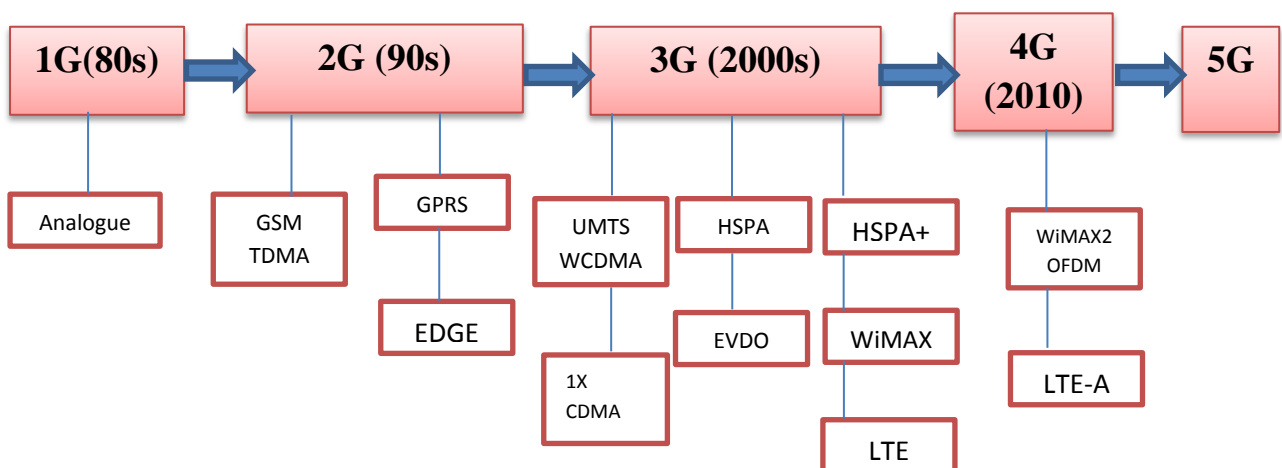 1G(80s)
2G (90s)
3G (2000s)
4G
(2010)
5G
Analogue
GSM
TDMA
GPRS
EDGE
UMTS
WCDMA
1X
CDMA
HSPA
EVDO
HSPA+
WiMAX
LTE
WiMAX2
OFDM
LTE-A